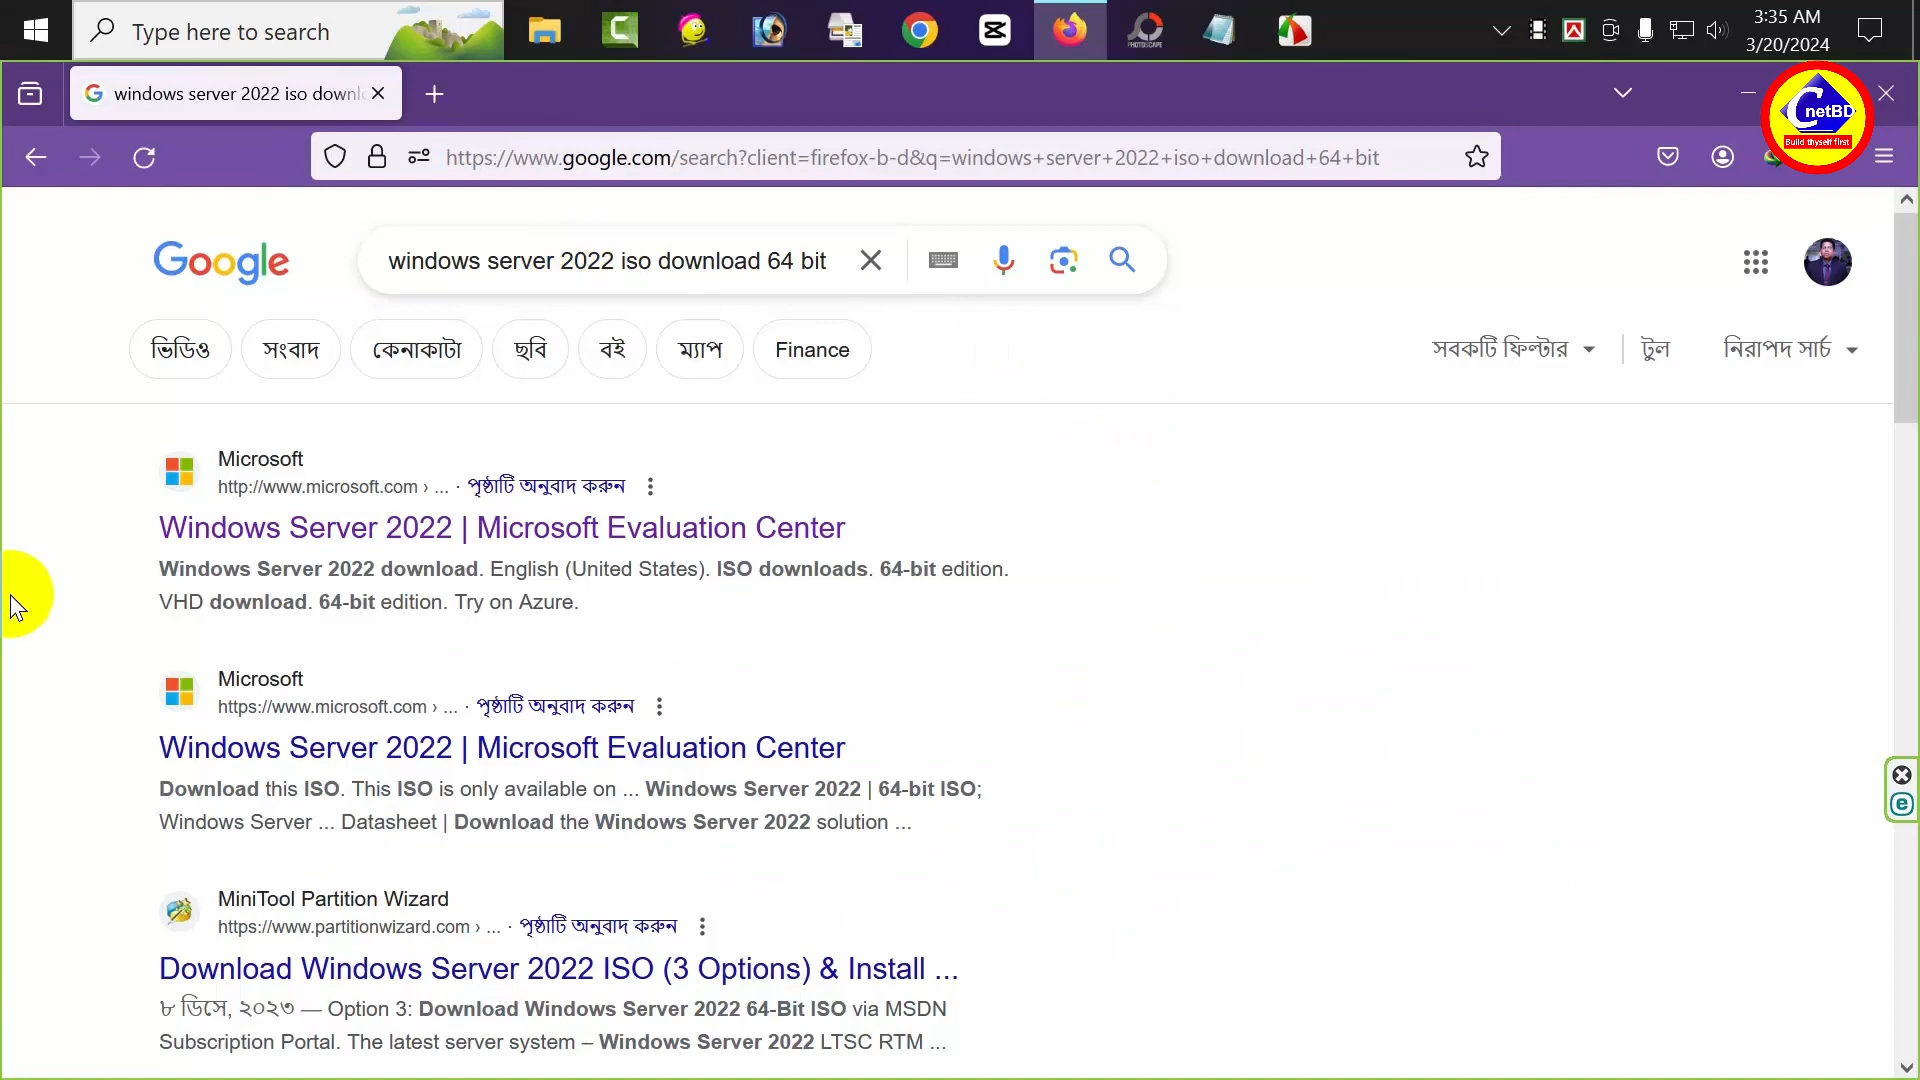 Type here to search
PHOTOSCAPE
3:35 AM
3/20/2024
windows server 2022 iso downl
https://www.google.com/search?client=firefox-b-d&q=windows+server+2022+iso+download+64+bit
C netBD
Build thyself first
Google
windows server 2022 iso download 64 bit
ভিডিও সংবাদ কেনাকাটা ছবি বই ম্যাপ Finance সবকটি ফিল্টার টুল নিরাপদ সার্চ
Microsoft
http://www.microsoft.com › ... · পৃষ্ঠাটি অনুবাদ করুন
Windows Server 2022 | Microsoft Evaluation Center
Windows Server 2022 download. English (United States). ISO downloads. 64-bit edition.
VHD download. 64-bit edition. Try on Azure.
Microsoft
https://www.microsoft.com › ... · পৃষ্ঠাটি অনুবাদ করুন
Windows Server 2022 | Microsoft Evaluation Center
Download this ISO. This ISO is only available on ... Windows Server 2022 | 64-bit ISO;
Windows Server ... Datasheet | Download the Windows Server 2022 solution ...
MiniTool Partition Wizard
https://www.partitionwizard.com › ... · পৃষ্ঠাটি অনুবাদ করুন
Download Windows Server 2022 ISO (3 Options) & Install ...
৮ ডিসে, ২০২৩ — Option 3: Download Windows Server 2022 64-Bit ISO via MSDN
Subscription Portal. The latest server system – Windows Server 2022 LTSC RTM ...